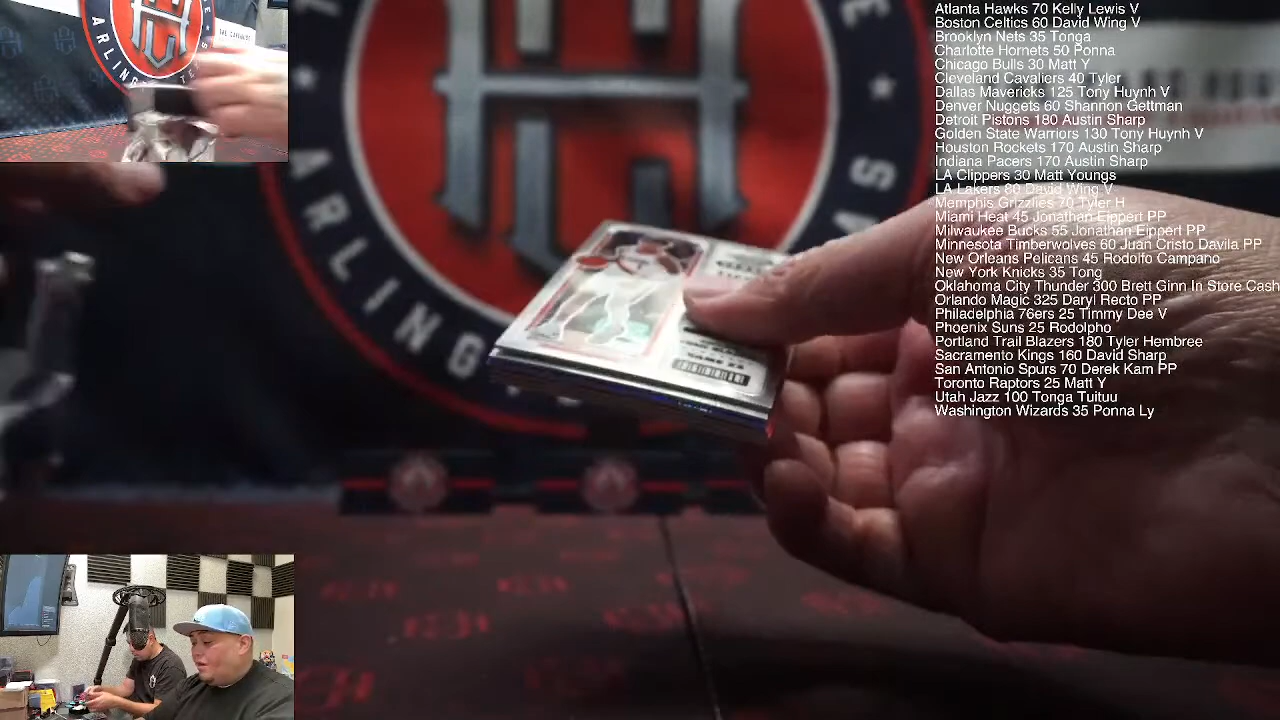 Atlanta Hawks 70 Kelly Lewis V
Boston Celtics 60 David Wing V
Brooklyn Nets 35 Tonga
Charlotte Hornets 50 Ponna
Chicago Bulls 30 Matt Y
Cleveland Cavaliers 40 Tyler
Dallas Mavericks 125 Tony Huynh V
Denver Nuggets 60 Shannon Gettman
Detroit Pistons 180 Austin Sharp
Golden State Warriors 130 Tony Huynh V
Houston Rockets 170 Austin Sharp
Indiana Pacers 170 Austin Sharp
LA Clippers 30 Matt Youngs
LA Lakers 80 David Wing V
Memphis Grizzlies 70 Tyler H
Miami Heat 45 Jonathan Eippert PP
Milwaukee Bucks 55 Jonathan Eippert PP
Minnesota Timberwolves 60 Juan Cristo Davila PP
New Orleans Pelicans 45 Rodolfo Campano
New York Knicks 35 Tong
Oklahoma City Thunder 300 Brett Ginn In Store Cash
Orlando Magic 325 Daryl Recto PP
Philadelphia 76ers 25 Timmy Dee V
Phoenix Suns 25 Rodolpho
Portland Trail Blazers 180 Tyler Hembree
Sacramento Kings 160 David Sharp
San Antonio Spurs 70 Derek Kam PP
Toronto Raptors 25 Matt Y
Utah Jazz 100 Tonga Tuituu
Washington Wizards 35 Ponna Ly
ARLING